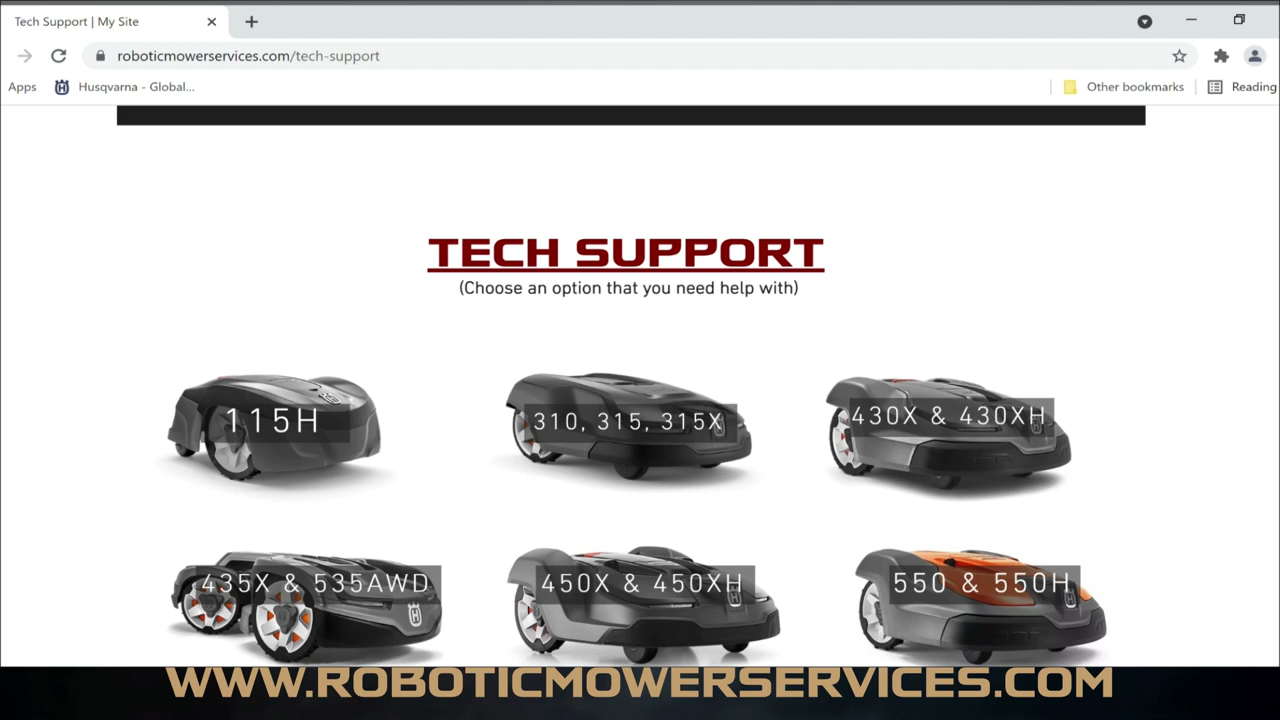 Tech Support | My Site
roboticmowerservices.com/tech-support
Apps Husqvarna - Global... Other bookmarks Reading
TECH SUPPORT
(Choose an option that you need help with)
115H 310, 315, 315X 430X & 430XH
435X & 535AWD 450X & 450XH 550 & 550H
WWW.ROBOTICMOWERSERVICES.COM